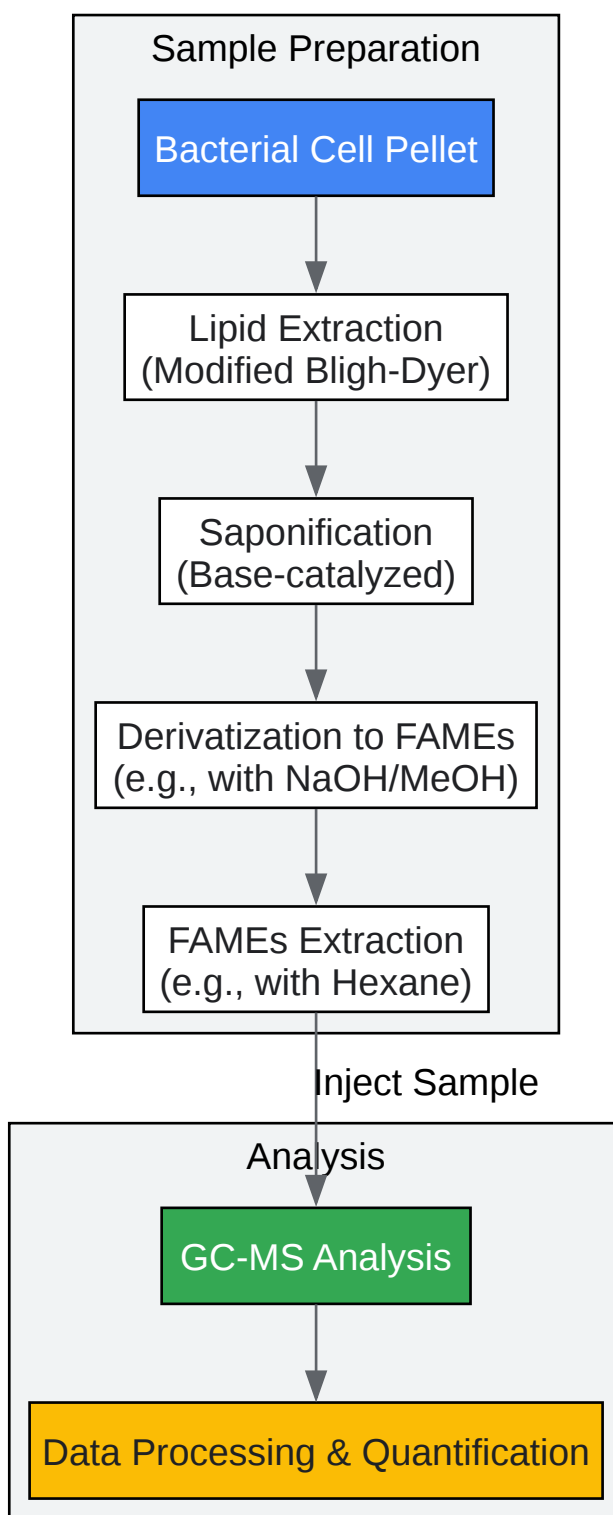 Sample Preparation
Bacterial Cell Pellet
Lipid Extraction
(Modified Bligh-Dyer)
Saponification
(Base-catalyzed)
Derivatization to FAMEs
(e.g., with NaOH/MeOH)
FAMEs Extraction
(e.g., with Hexane)
Inject Sample
Analysis
GC-MS Analysis
Data Processing & Quantification